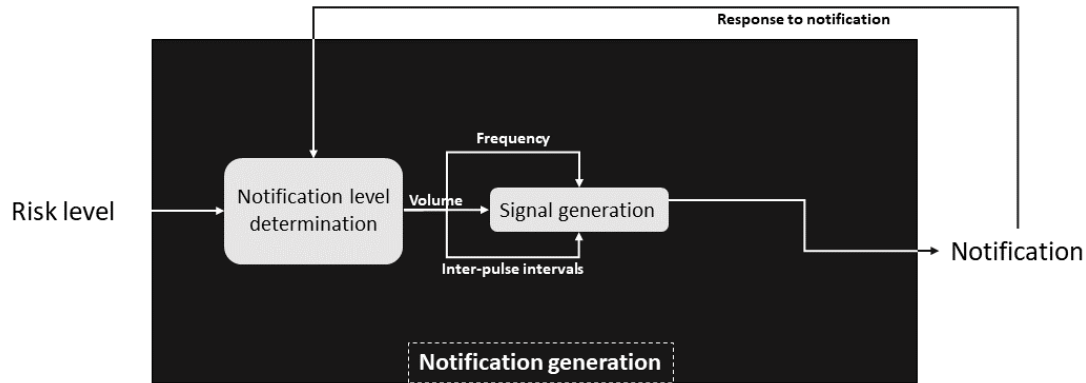 Response to notification
Frequency
Risk level
Notification level
determination
Volume
Signal generation
Notification
Inter-pulse intervals
Notification generation